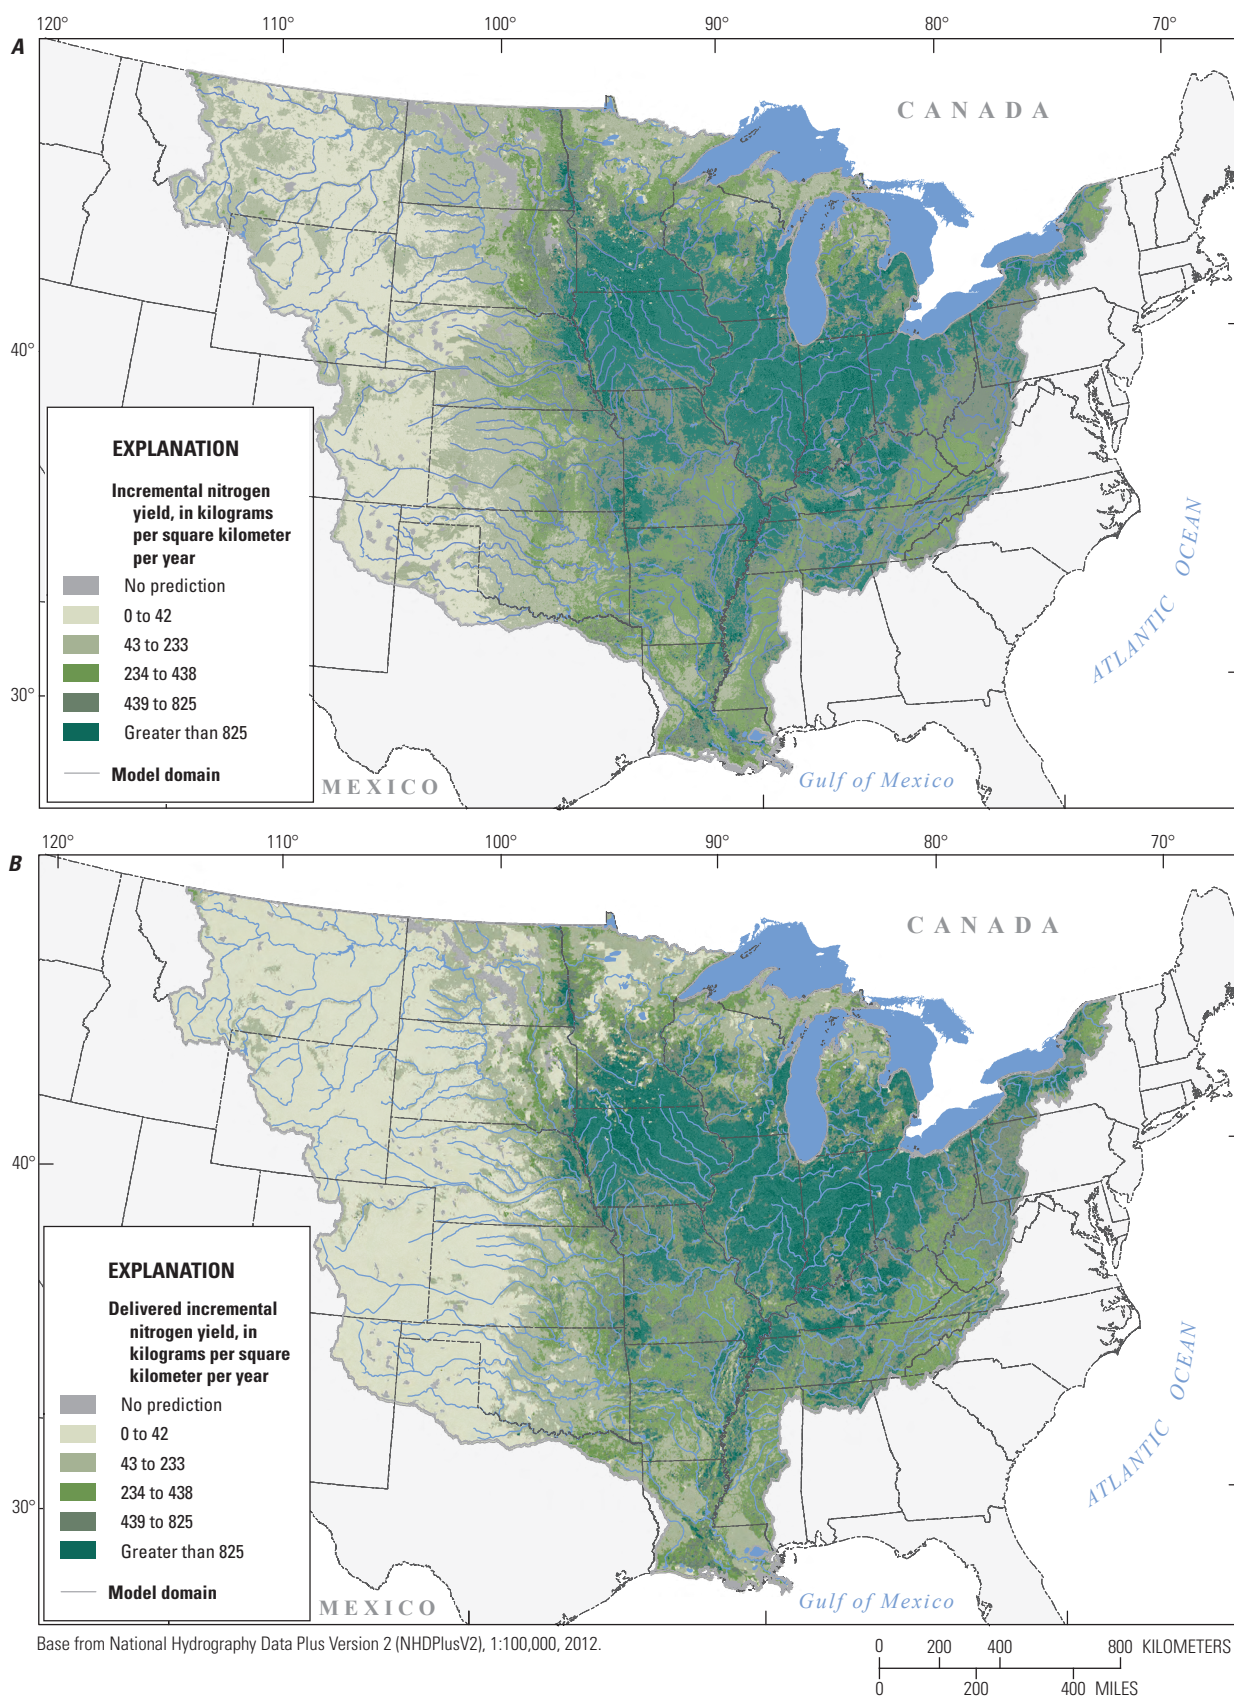 120° 110° 100° 90° 80° 70°
A
CANADA
40°
EXPLANATION
Incremental nitrogen
yield, in kilograms
per square kilometer
per year
No prediction
0 to 42
43 to 233
234 to 438
439 to 825
Greater than 825
Model domain
30°
ATLANTIC OCEAN
MEXICO
Gulf of Mexico
120° 110° 100° 90° 80° 70°
B
CANADA
40°
EXPLANATION
Delivered incremental
nitrogen yield, in
kilograms per square
kilometer per year
No prediction
0 to 42
43 to 233
234 to 438
439 to 825
Greater than 825
Model domain
30°
ATLANTIC OCEAN
MEXICO
Gulf of Mexico
Base from National Hydrography Data Plus Version 2 (NHDPlusV2), 1:100,000, 2012.
0 200 400 800 KILOMETERS
0 200 400 MILES